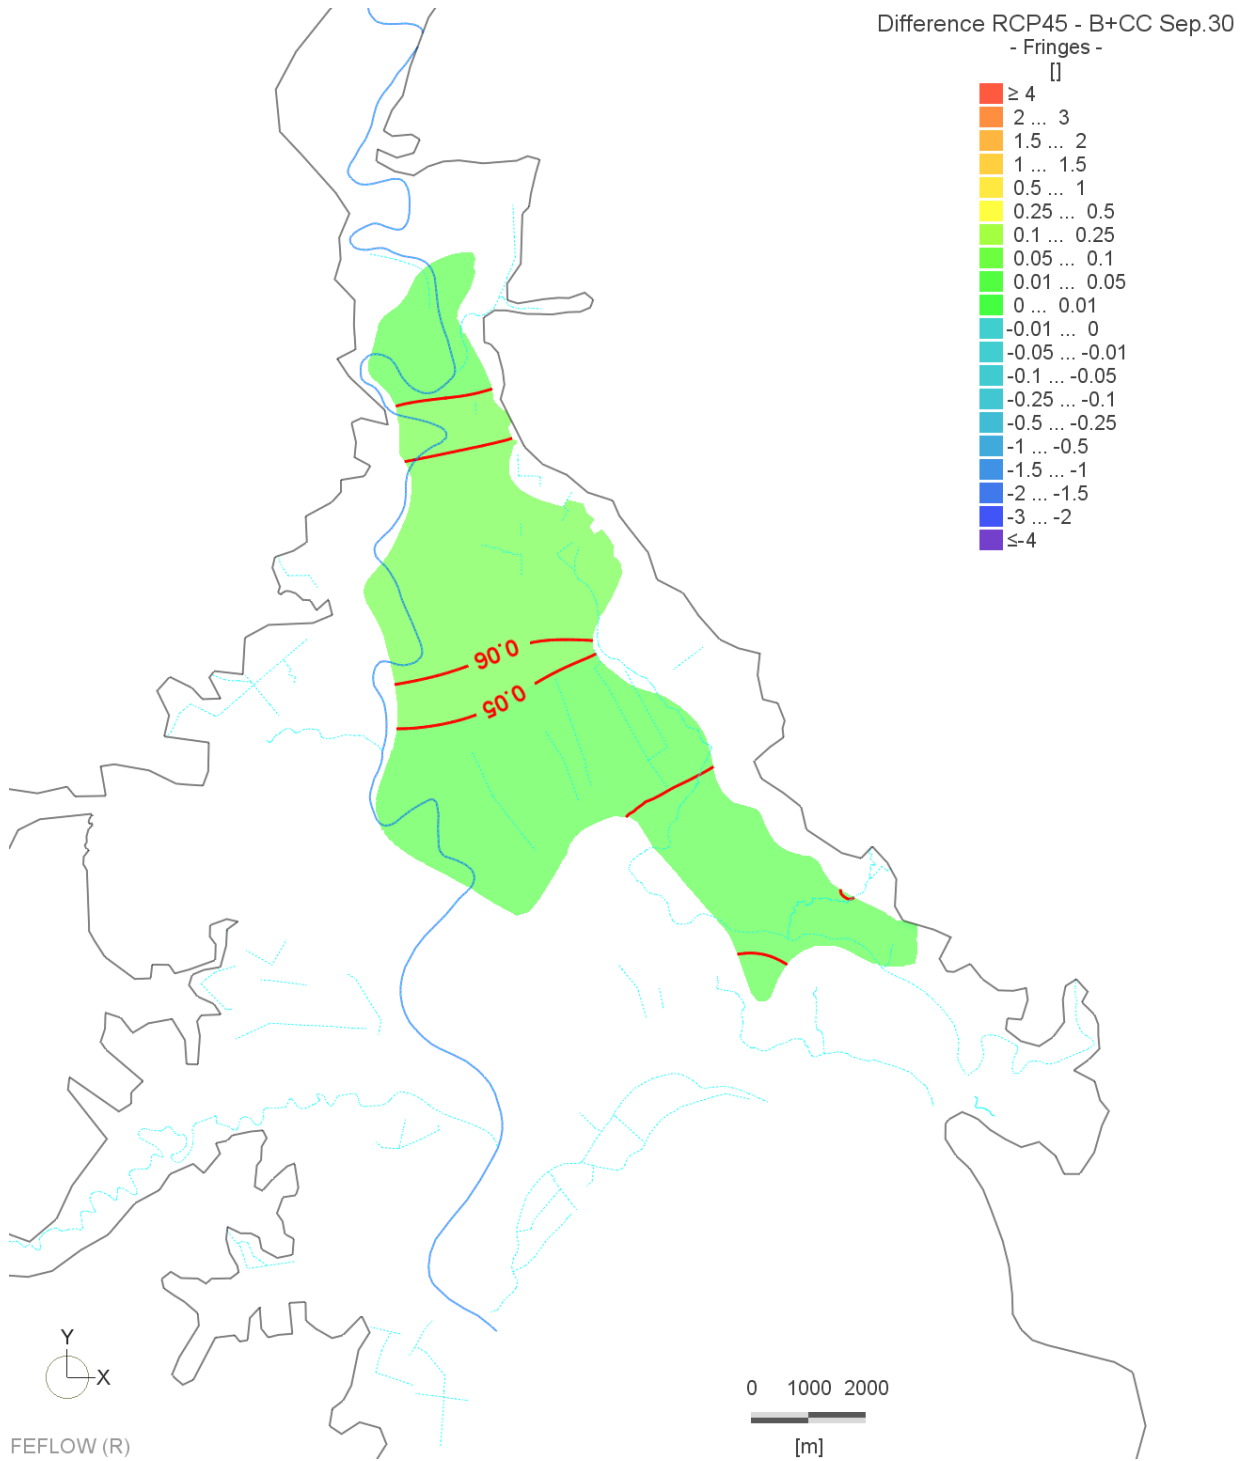 Difference RCP45 - B+CC Sep.30
- Fringes -
[]
≥ 4
2 ... 3
1.5 ... 2
1 ... 1.5
0.5 ... 1
0.25 ... 0.5
0.1 ... 0.25
0.05 ... 0.1
0.01 ... 0.05
0 ... 0.01
-0.01 ... 0
-0.05 ... -0.01
-0.1 ... -0.05
-0.25 ... -0.1
-0.5 ... -0.25
-1 ... -0.5
-1.5 ... -1
-2 ... -1.5
-3 ... -2
≤-4
0.06
0.05
Y
X
0 1000 2000
[m]
FEFLOW (R)